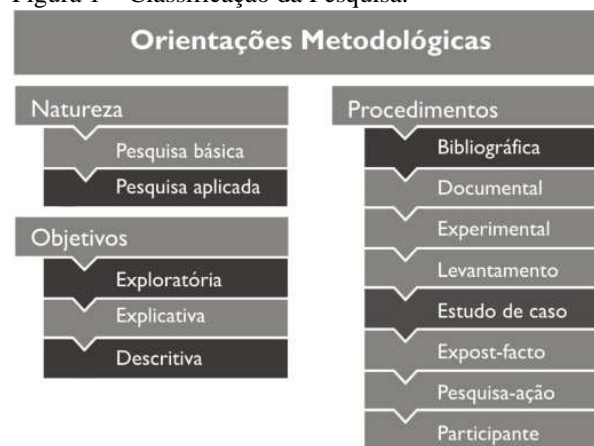 Figura 1 – Classificação da Pesquisa.
Orientações Metodológicas
Natureza
Pesquisa básica
Pesquisa aplicada
Objetivos
Exploratória
Explicativa
Descritiva
Procedimentos
Bibliográfica
Documental
Experimental
Levantamento
Estudo de caso
Expost-facto
Pesquisa-ação
Participante